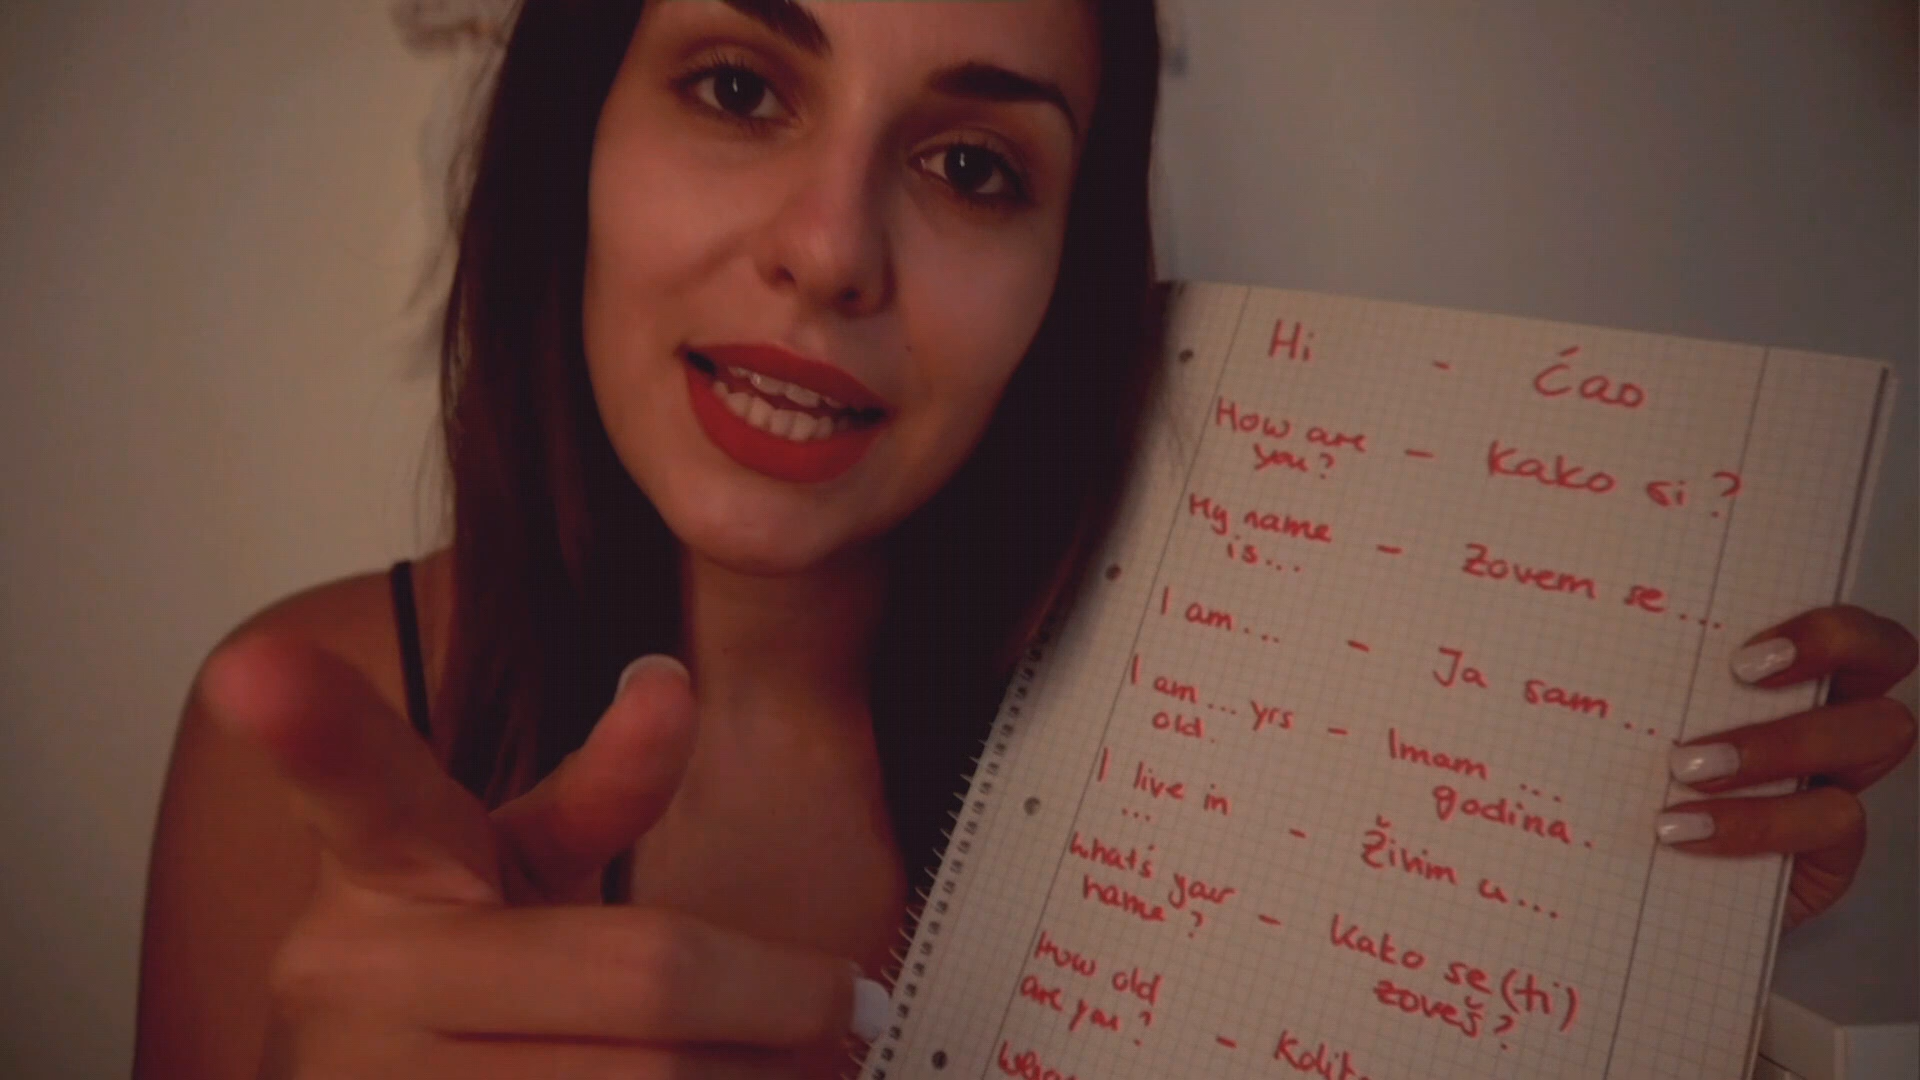 Hi - Ćao
How are - Kako si?
you?
My name - Zovem se...
is...
I am... - Ja sam...
I am... yrs - Imam ...
old. godina.
I live in - Živim u...
...
What's your - Kako se (ti)
name? zoveš?
How old
are you? -